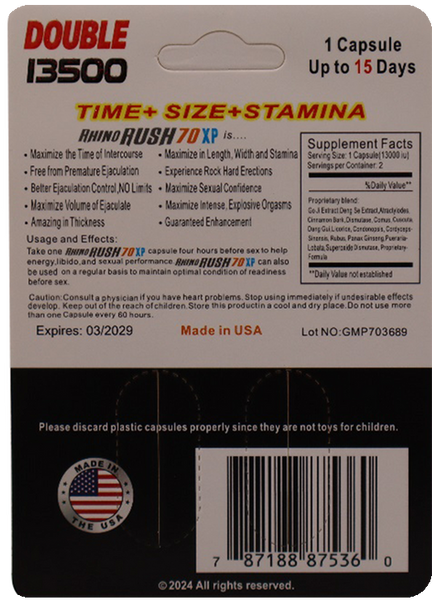 DOUBLE
13500
1 Capsule
Up to 15 Days
TIME+ SIZE+STAMINA
RHINO RUSH 70 XP is....
• Maximize the Time of Intercourse
• Free from Premature Ejaculation
• Better Ejaculation Control,NO Limits
• Maximize Volume of Ejaculate
• Amazing in Thickness
• Maximize in Length, Width and Stamina
• Experience Rock Hard Erections
• Maximize Sexual Confidence
• Maximize Intense, Explosive Orgasms
• Guaranteed Enhancement
Supplement Facts
Serving Size: 1 Capsule(13000 iu)
Servings per Container: 2
%Daily Value**
Proprietary blend:
Go Ji Extract Deng Se Extract,Atractylodes
Cinnamon Bark, Dismutase, Cornus, Cuscuta
Dang Gui, Licorice, Condonopsis, Cordyceps-
Sinensis, Rubus, Panax Ginseng, Pueraria-
Lobata, Superoxide Dismutase, Proprietary-
Formula
**Daily Value not established
Usage and Effects:
Take one RHINO RUSH 70 XP capsule four hours before sex to help
energy,libido,and sexual performance RHINO RUSH 70 XP can also
be used on a regular basis to maintain optimal condition of readiness
before sex.
Caution:Consult a physician if you have heart problems. Stop using immediately if undesirable effects
develop. Keep out of the reach of children. Store this product in a cool and dry place.Do not use more
than one Capsule every 60 hours.
Expires: 03/2029
Made in USA
Lot NO:GMP703689
Please discard plastic capsules properly since they are not toys for children.
MADE IN
THE USA
7 87188 87536 0
©2024 All rights reserved.